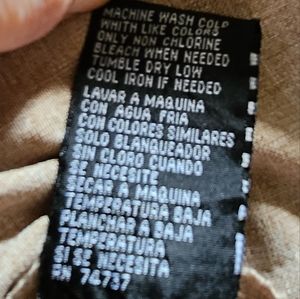 MACHINE WASH COLD
WHITH LIKE COLORS
ONLY NON CHLORINE
BLEACH WHEN NEEDED
TUMBLE DRY LOW
COOL IRON IF NEEDED
LAVAR A MAQUINA
CON AGUA FRIA
CON COLORES SIMILARES
SOLO BLANQUEADOR
SIN CLORO CUANDO
SE NECESITE
SECAR A MAQUINA
TEMPERATURA BAJA
PLANCHAR A BAJA
TEMPERATURA
SI SE NECESITA
RN 74737